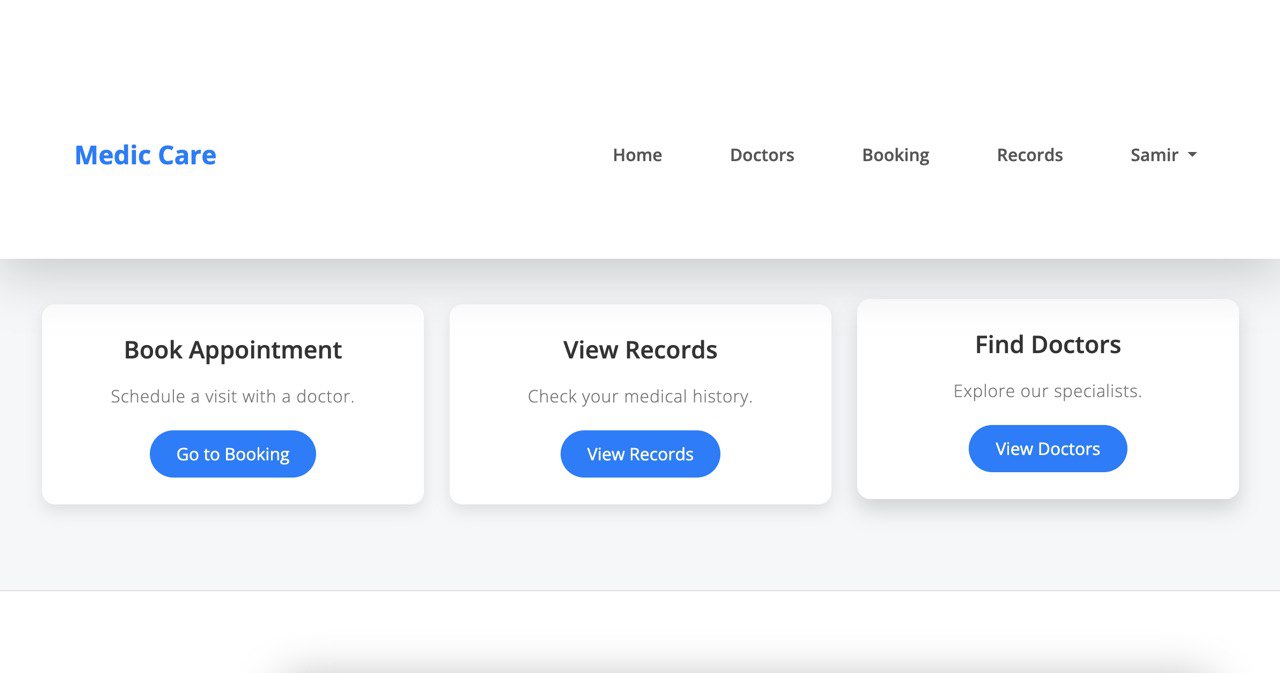 Medic Care
Home
Doctors
Booking
Records
Samir
Book Appointment
Schedule a visit with a doctor.
Go to Booking
View Records
Check your medical history.
View Records
Find Doctors
Explore our specialists.
View Doctors